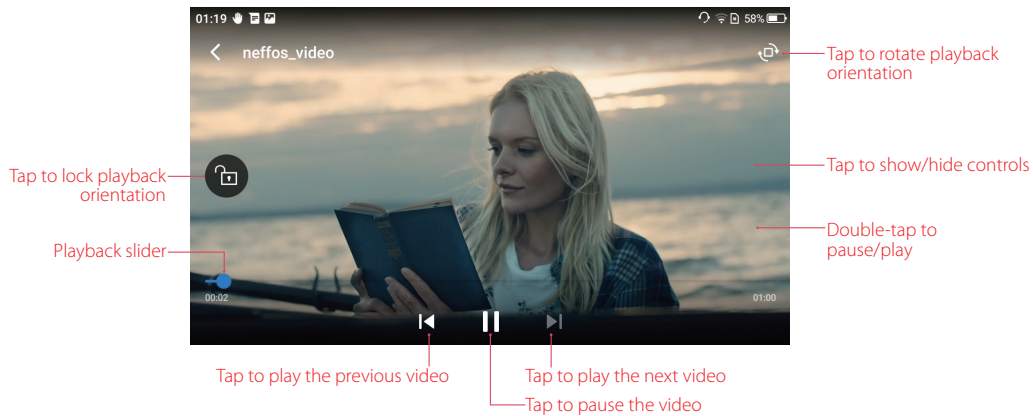 01:19 58%
neffos_video
Tap to rotate playback
orientation
Tap to show/hide controls
Tap to lock playback
orientation
Double-tap to
pause/play
Playback slider
00:02 01:00
Tap to play the previous video
Tap to play the next video
Tap to pause the video